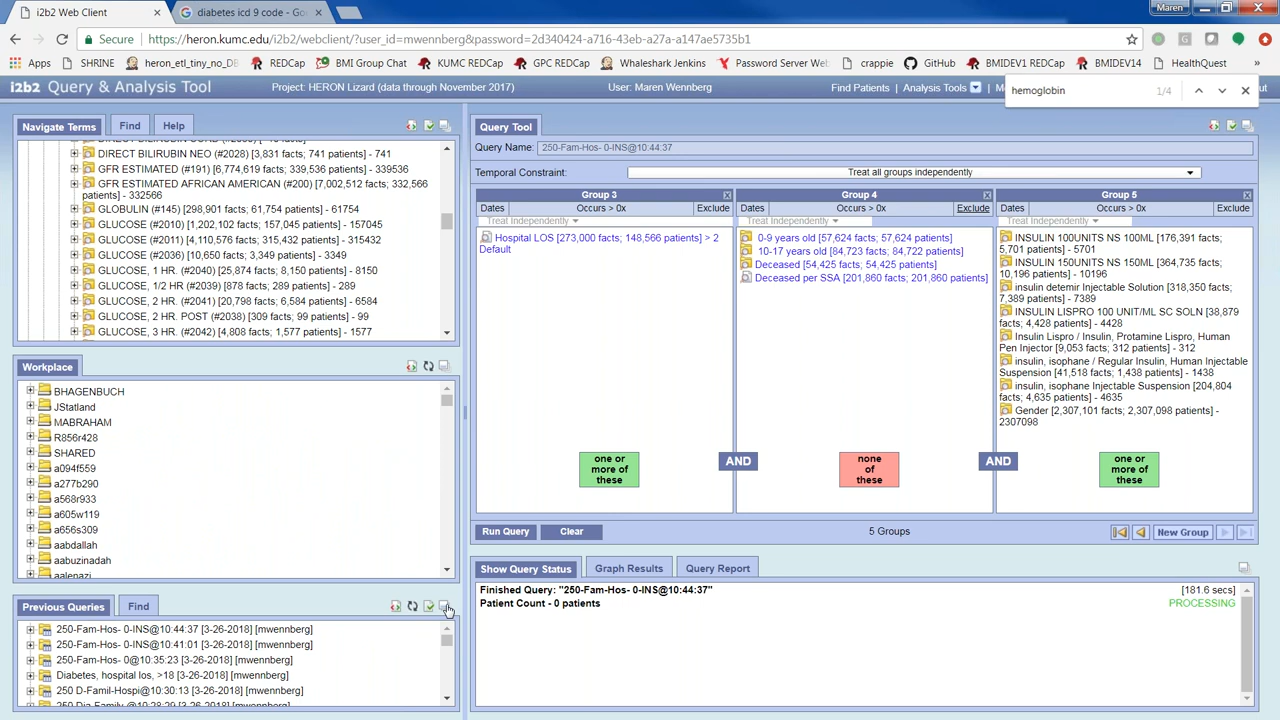 i2b2 Web Client
diabetes icd 9 code - Goo
Maren
Secure
https://heron.kumc.edu/i2b2/webclient/?user_id=mwennberg&password=2d340424-a716-43eb-a27a-a147ae5735b1
Apps
SHRINE
heron_etl_tiny_no_DB
REDCap
BMI Group Chat
KUMC REDCap
GPC REDCap
Whaleshark Jenkins
Password Server Web
crappie
GitHub
BMIDEV1 REDCap
BMIDEV14
HealthQuest
»
i2b2 Query & Analysis Tool
Project: HERON Lizard (data through November 2017)
User: Maren Wennberg
Find Patients
Analysis Tools
hemoglobin
1/4
Navigate Terms
Find
Help
DIRECT BILIRUBIN NEO (#2028) [3,831 facts; 741 patients] - 741
GFR ESTIMATED (#191) [6,774,619 facts; 339,536 patients] - 339536
GFR ESTIMATED AFRICAN AMERICAN (#200) [7,002,512 facts; 332,566
patients] - 332566
GLOBULIN (#145) [298,901 facts; 61,754 patients] - 61754
GLUCOSE (#2010) [1,202,102 facts; 157,045 patients] - 157045
GLUCOSE (#2011) [4,110,576 facts; 315,432 patients] - 315432
GLUCOSE (#2036) [10,650 facts; 3,349 patients] - 3349
GLUCOSE, 1 HR. (#2040) [25,874 facts; 8,150 patients] - 8150
GLUCOSE, 1/2 HR (#2039) [878 facts; 289 patients] - 289
GLUCOSE, 2 HR. (#2041) [20,798 facts; 6,584 patients] - 6584
GLUCOSE, 2 HR. POST (#2038) [309 facts; 99 patients] - 99
GLUCOSE, 3 HR. (#2042) [4,808 facts; 1,577 patients] - 1577
Workplace
BHAGENBUCH
JStatland
MABRAHAM
R856r428
SHARED
a094f559
a277b290
a568r933
a605w119
a656s309
aabdallah
aabuzinadah
aalenazi
Previous Queries
Find
250-Fam-Hos- 0-INS@10:44:37 [3-26-2018] [mwennberg]
250-Fam-Hos- 0-INS@10:41:01 [3-26-2018] [mwennberg]
250-Fam-Hos- 0@10:35:23 [3-26-2018] [mwennberg]
Diabetes, hospital los, >18 [3-26-2018] [mwennberg]
250 D-Famil-Hospi@10:30:13 [3-26-2018] [mwennberg]
250 Dia-Family @10:28:29 [3-26-2018] [mwennberg]
Query Tool
Query Name:
250-Fam-Hos- 0-INS@10:44:37
Temporal Constraint:
Treat all groups independently
Group 3
Dates
Occurs > 0x
Exclude
Treat Independently
Hospital LOS [273,000 facts; 148,566 patients] > 2
Default
one or
more of
these
AND
Group 4
Dates
Occurs > 0x
Exclude
Treat Independently
0-9 years old [57,624 facts; 57,624 patients]
10-17 years old [84,723 facts; 84,722 patients]
Deceased [54,425 facts; 54,425 patients]
Deceased per SSA [201,860 facts; 201,860 patients]
none
of
these
AND
Group 5
Dates
Occurs > 0x
Exclude
Treat Independently
INSULIN 100UNITS NS 100ML [176,391 facts;
5,701 patients] - 5701
INSULIN 150UNITS NS 150ML [364,735 facts;
10,196 patients] - 10196
insulin detemir Injectable Solution [318,350 facts;
7,389 patients] - 7389
INSULIN LISPRO 100 UNIT/ML SC SOLN [38,879
facts; 4,428 patients] - 4428
Insulin Lispro / Insulin, Protamine Lispro, Human
Pen Injector [9,053 facts; 312 patients] - 312
insulin, isophane / Regular Insulin, Human Injectable
Suspension [41,518 facts; 1,438 patients] - 1438
insulin, isophane Injectable Suspension [204,804
facts; 4,635 patients] - 4635
Gender [2,307,101 facts; 2,307,098 patients] -
2307098
one or
more of
these
Run Query
Clear
5 Groups
New Group
Show Query Status
Graph Results
Query Report
Finished Query: "250-Fam-Hos- 0-INS@10:44:37"
[181.6 secs]
Patient Count - 0 patients
PROCESSING